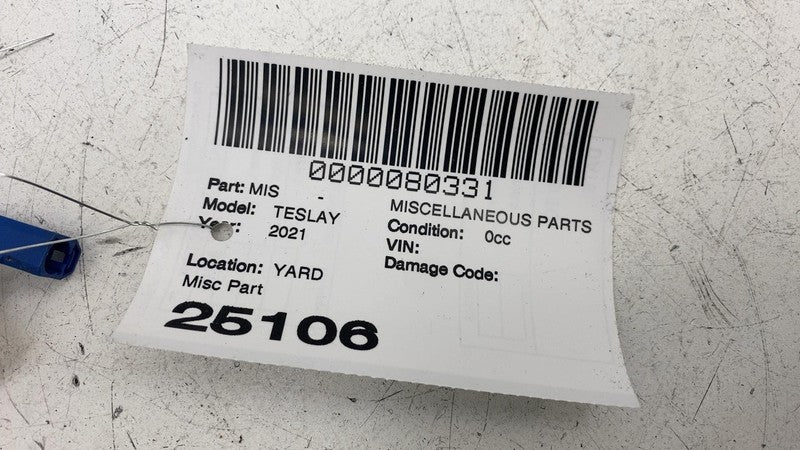 0000080331
Part: MIS - MISCELLANEOUS PARTS
Model: TESLAY Condition: 0cc
Year: 2021 VIN:
Damage Code:
Location: YARD
Misc Part
25106